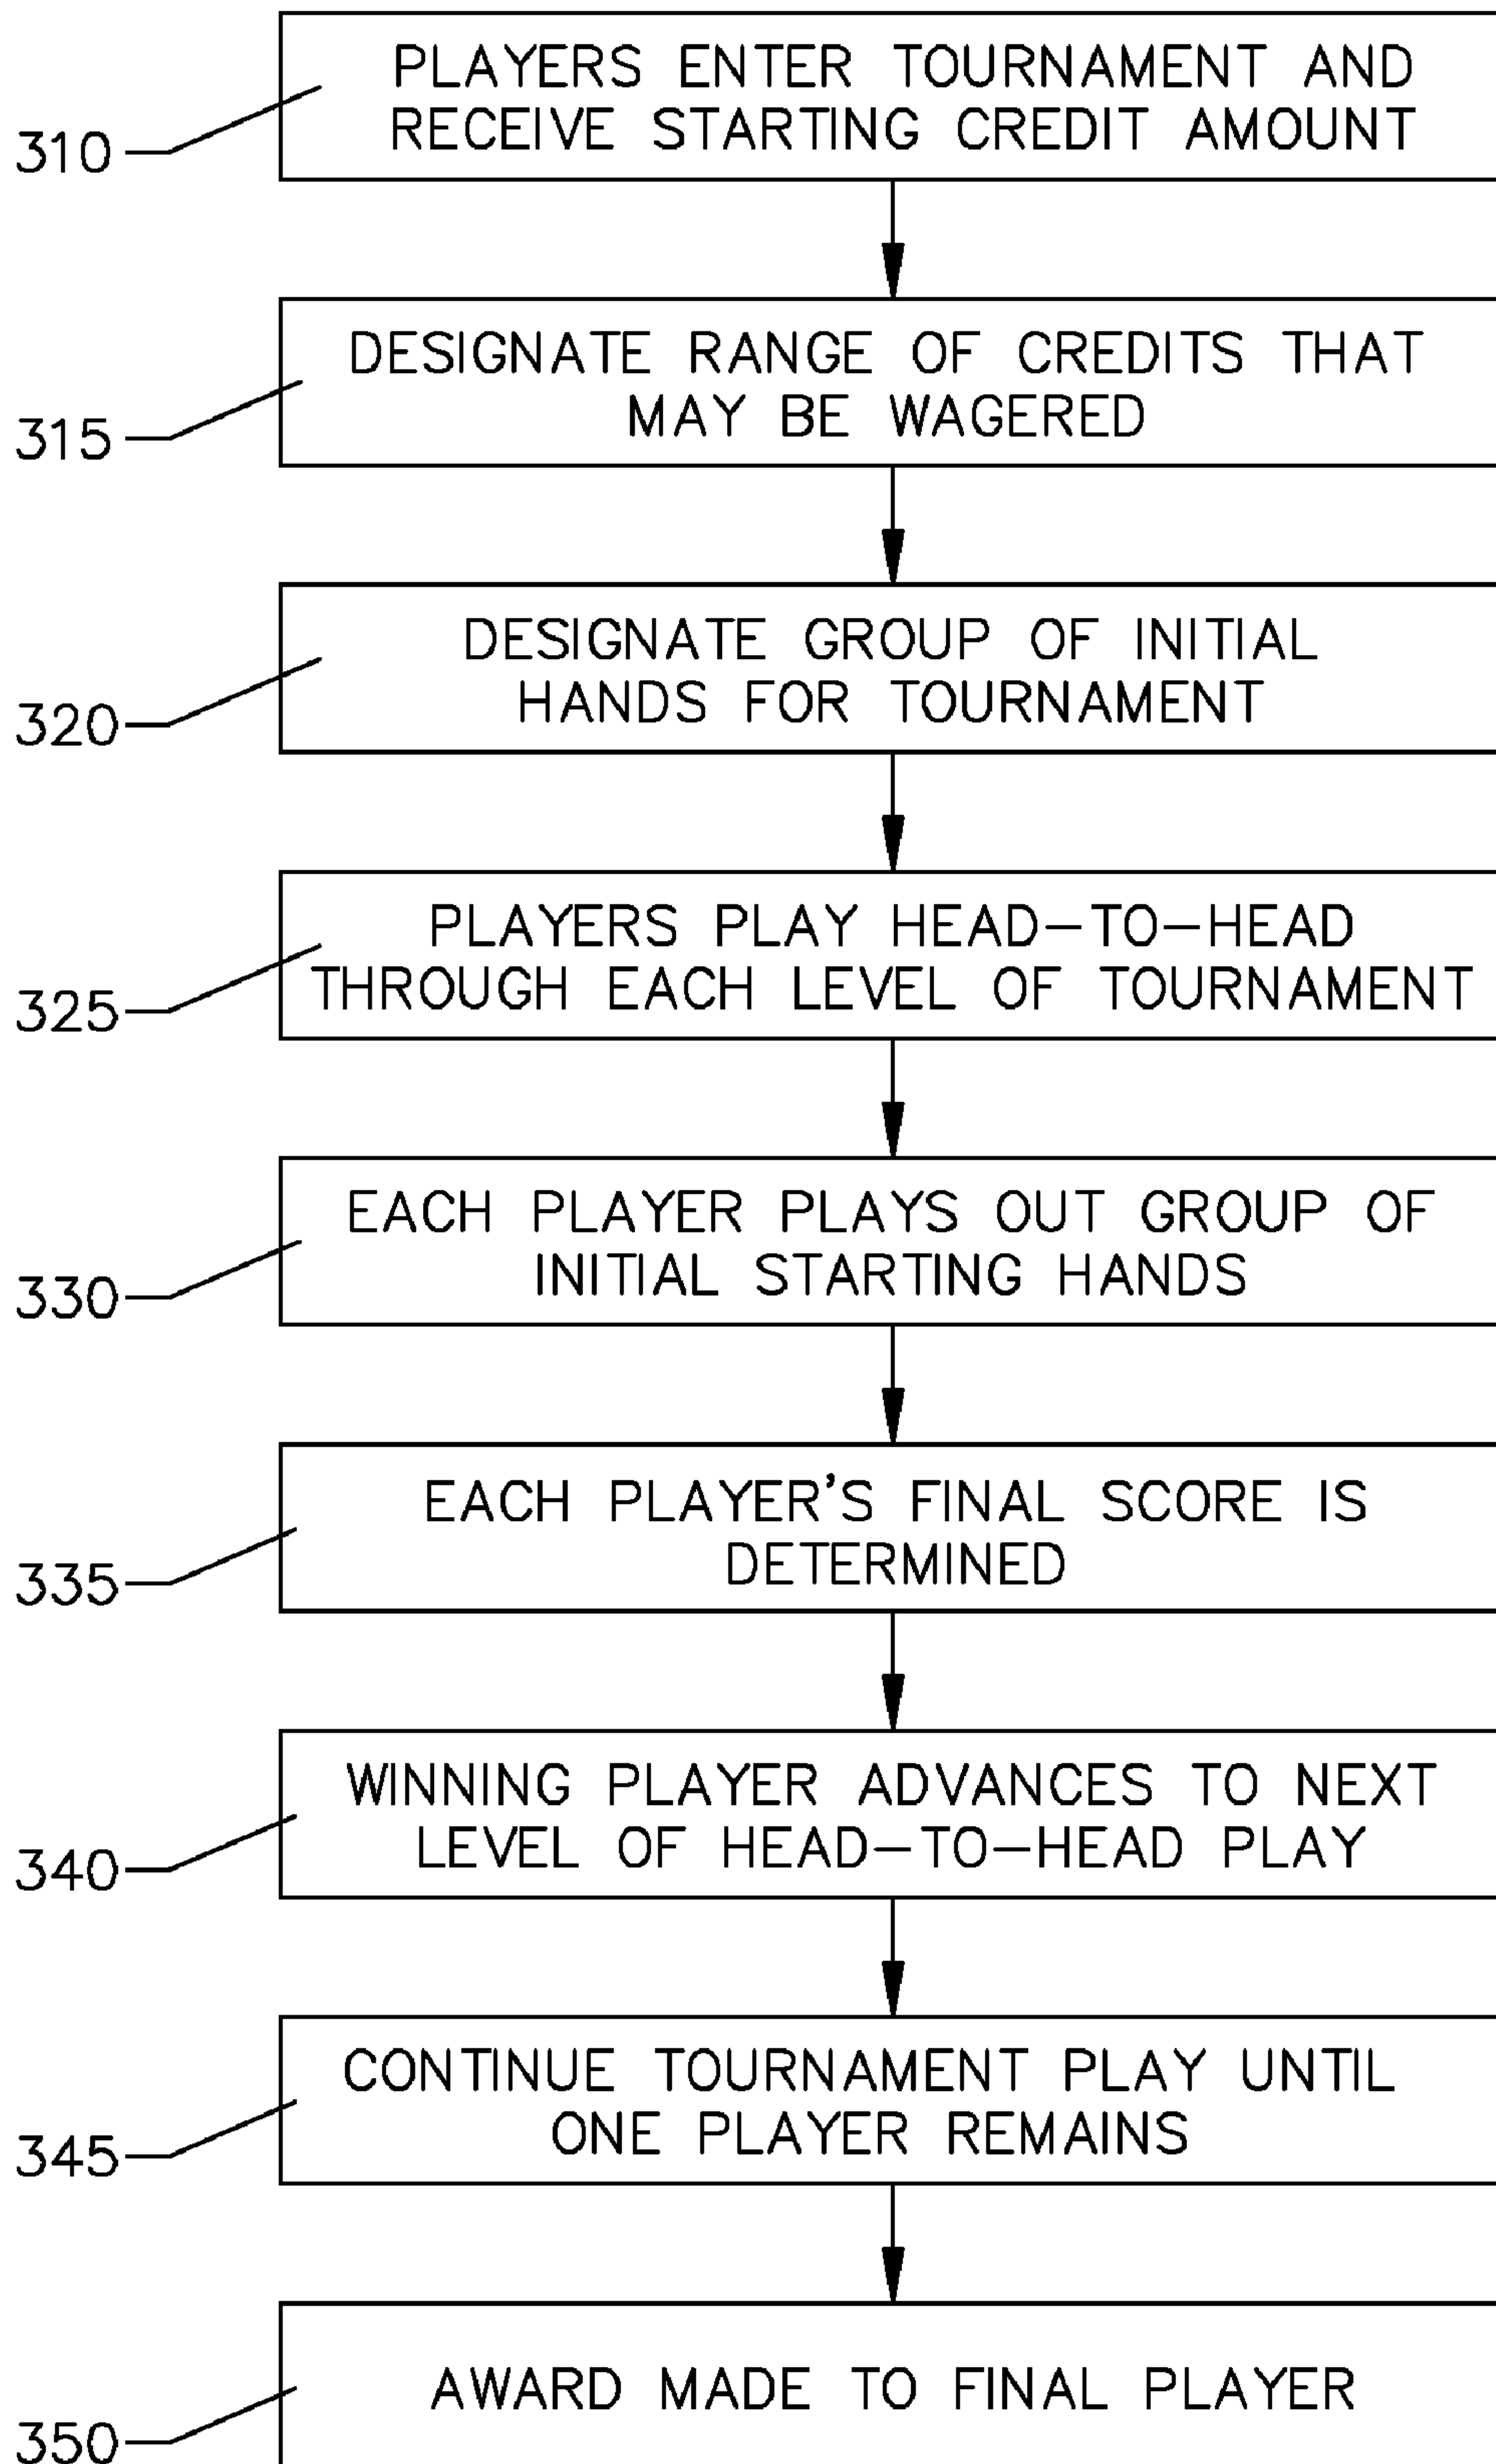 PLAYERS ENTER TOURNAMENT AND
RECEIVE STARTING CREDIT AMOUNT
310
DESIGNATE RANGE OF CREDITS THAT
MAY BE WAGERED
315
DESIGNATE GROUP OF INITIAL
HANDS FOR TOURNAMENT
320
PLAYERS PLAY HEAD-TO-HEAD
THROUGH EACH LEVEL OF TOURNAMENT
325
EACH PLAYER PLAYS OUT GROUP OF
INITIAL STARTING HANDS
330
EACH PLAYER'S FINAL SCORE IS
DETERMINED
335
WINNING PLAYER ADVANCES TO NEXT
LEVEL OF HEAD-TO-HEAD PLAY
340
CONTINUE TOURNAMENT PLAY UNTIL
ONE PLAYER REMAINS
345
AWARD MADE TO FINAL PLAYER
350